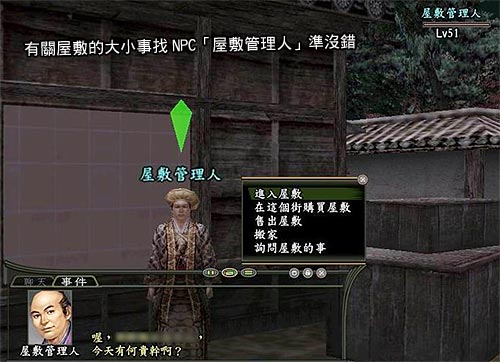 屋敷管理人
Lv51
有關屋敷的大小事找 NPC「屋敷管理人」準沒錯
屋敷管理人
進入屋敷
在這個街購買屋敷
售出屋敷
搬家
詢問屋敷的事
聊天
事件
屋敷管理人
喔，
今天有何貴幹啊？